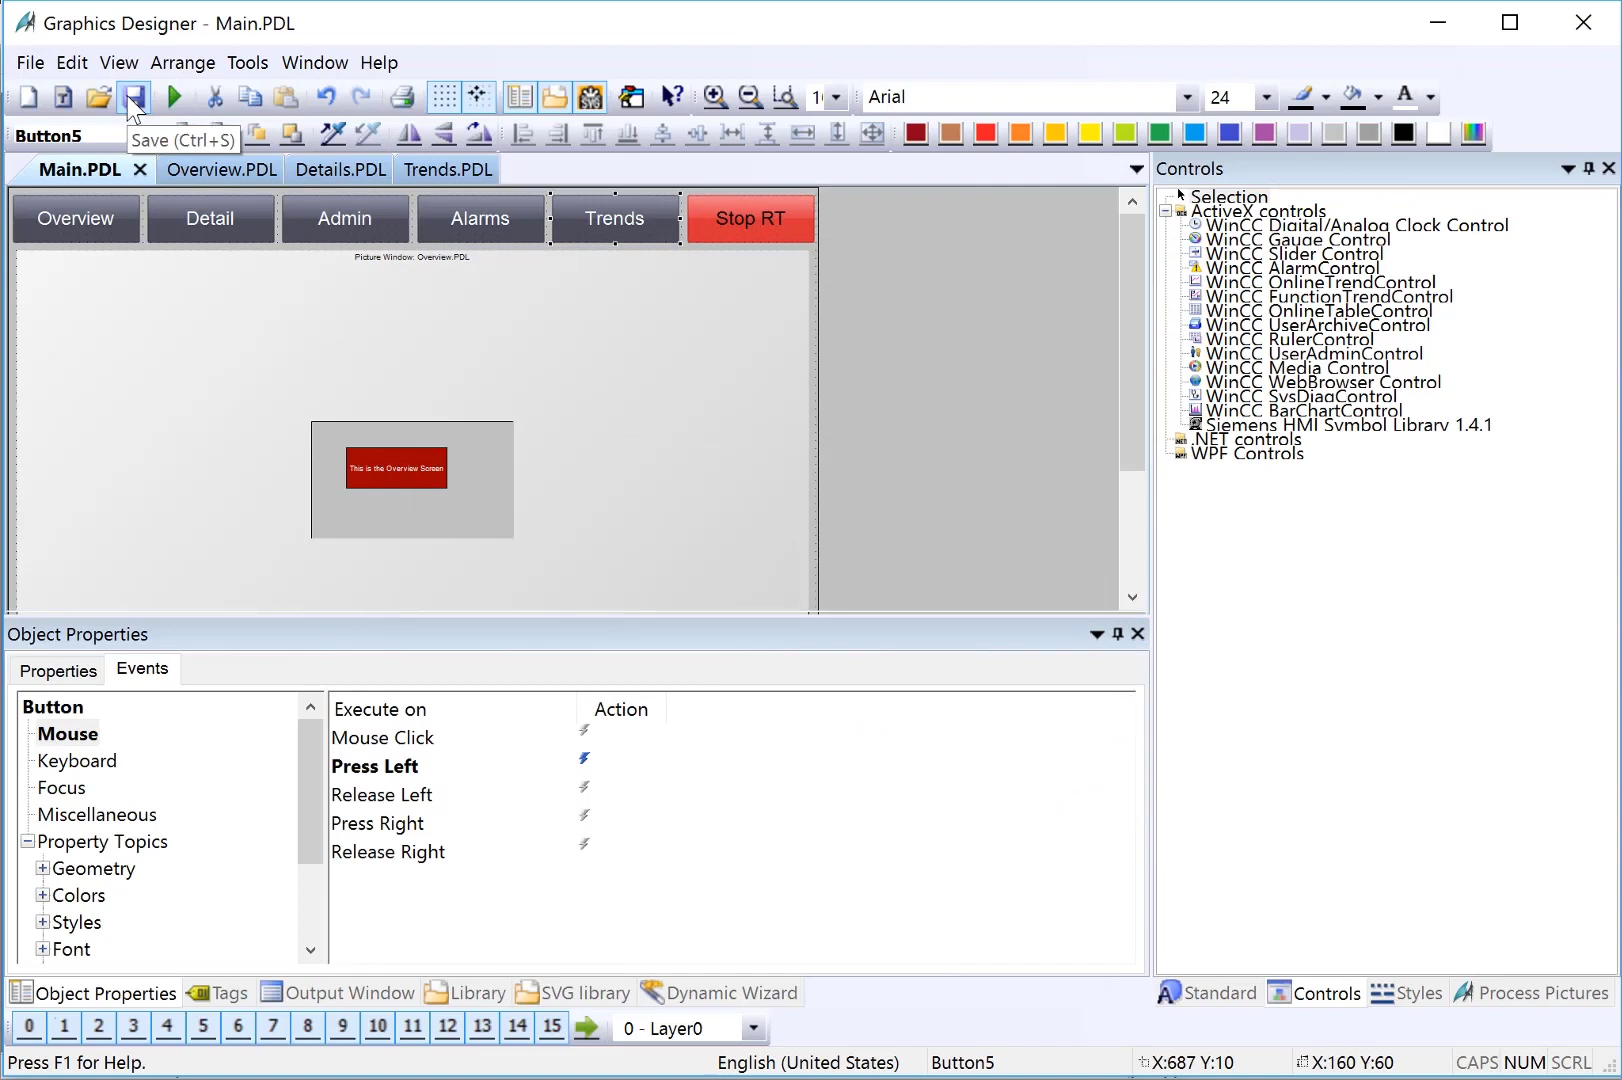 Graphics Designer - Main.PDL
File Edit View Arrange Tools Window Help
Arial 24
Button5
Save (Ctrl+S)
Main.PDL Overview.PDL Details.PDL Trends.PDL
Controls
Overview Detail Admin Alarms Trends Stop RT
Picture Window: Overview.PDL
This is the Overview Screen
Selection
ActiveX controls
WinCC Digital/Analog Clock Control
WinCC Gauge Control
WinCC Slider Control
WinCC AlarmControl
WinCC OnlineTrendControl
WinCC FunctionTrendControl
WinCC OnlineTableControl
WinCC UserArchiveControl
WinCC RulerControl
WinCC UserAdminControl
WinCC Media Control
WinCC WebBrowser Control
WinCC SysDiagControl
WinCC BarChartControl
Siemens HMI Symbol Library 1.4.1
.NET controls
WPF Controls
Object Properties
Properties Events
Button
Mouse
Keyboard
Focus
Miscellaneous
Property Topics
Geometry
Colors
Styles
Font
Execute on Action
Mouse Click
Press Left
Release Left
Press Right
Release Right
Object Properties Tags Output Window Library SVG library Dynamic Wizard
Standard Controls Styles Process Pictures
0 1 2 3 4 5 6 7 8 9 10 11 12 13 14 15 0 - Layer0
Press F1 for Help. English (United States) Button5 X:687 Y:10 X:160 Y:60 CAPS NUM SCRL